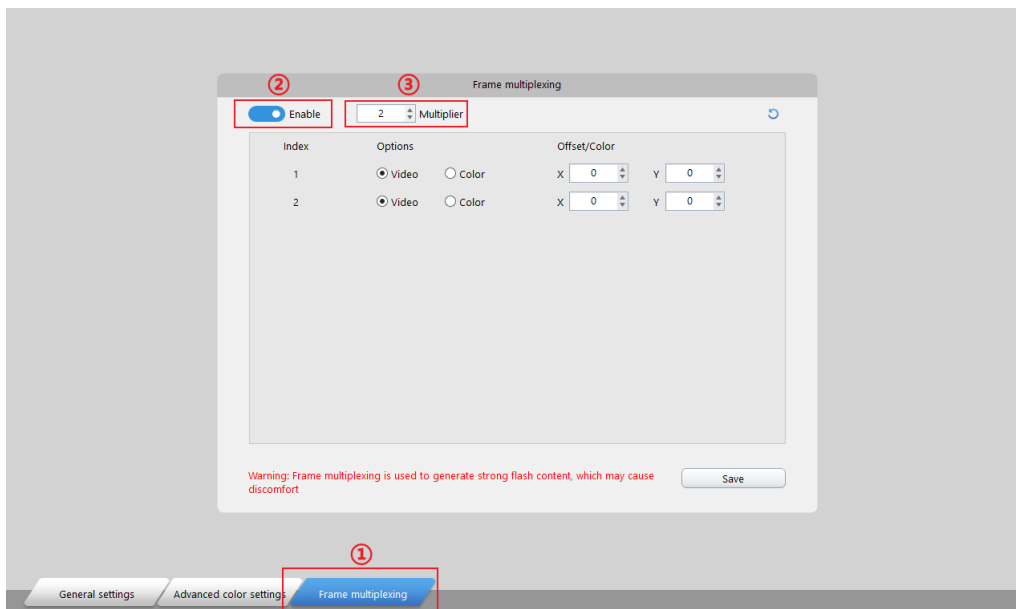 Frame multiplexing
② ③
Enable 2 Multiplier
Index Options Offset/Color
1 Video Color X 0 Y 0
2 Video Color X 0 Y 0
Warning: Frame multiplexing is used to generate strong flash content, which may cause
discomfort
Save
①
General settings Advanced color settings Frame multiplexing